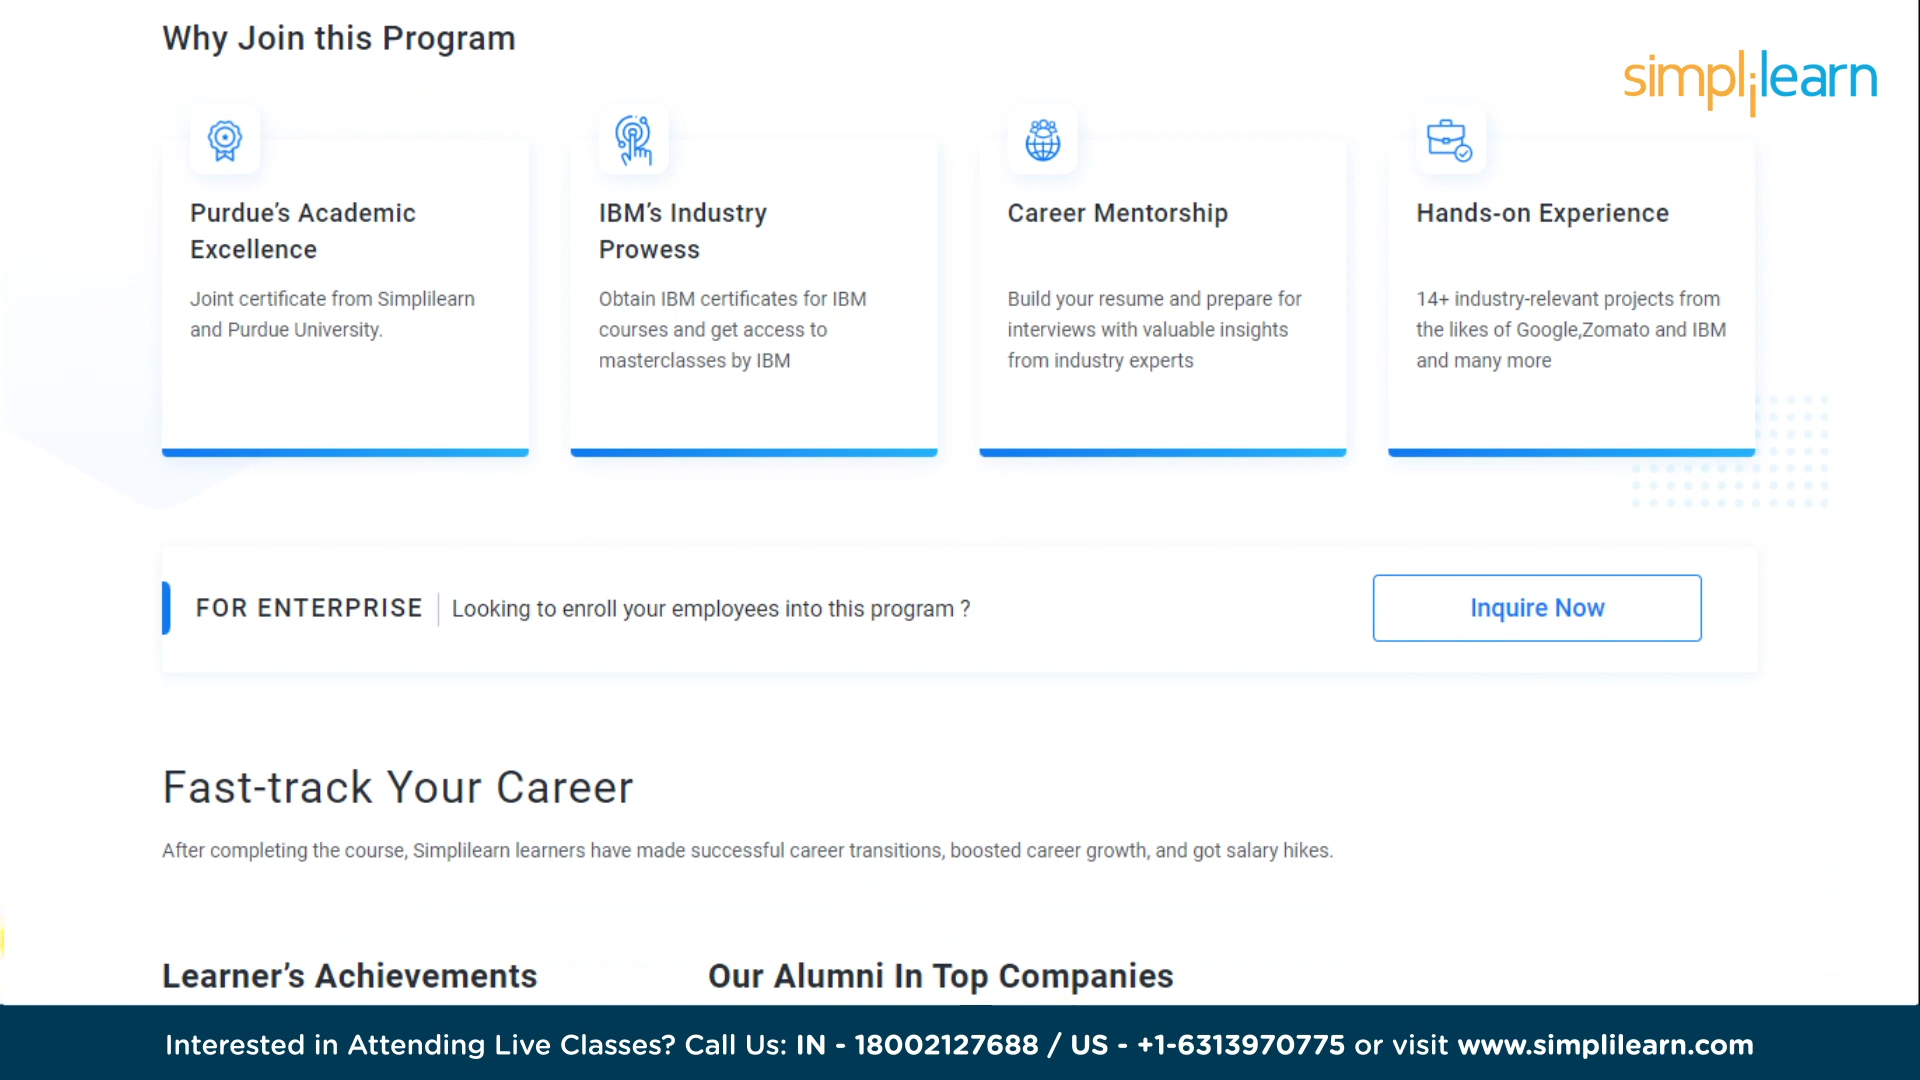 Why Join this Program
simplilearn
Purdue’s Academic
Excellence
Joint certificate from Simplilearn
and Purdue University.
IBM’s Industry
Prowess
Obtain IBM certificates for IBM
courses and get access to
masterclasses by IBM
Career Mentorship
Build your resume and prepare for
interviews with valuable insights
from industry experts
Hands-on Experience
14+ industry-relevant projects from
the likes of Google,Zomato and IBM
and many more
FOR ENTERPRISE Looking to enroll your employees into this program ?
Inquire Now
Fast-track Your Career
After completing the course, Simplilearn learners have made successful career transitions, boosted career growth, and got salary hikes.
Learner’s Achievements
Our Alumni In Top Companies
Interested in Attending Live Classes? Call Us: IN - 18002127688 / US - +1-6313970775 or visit www.simplilearn.com